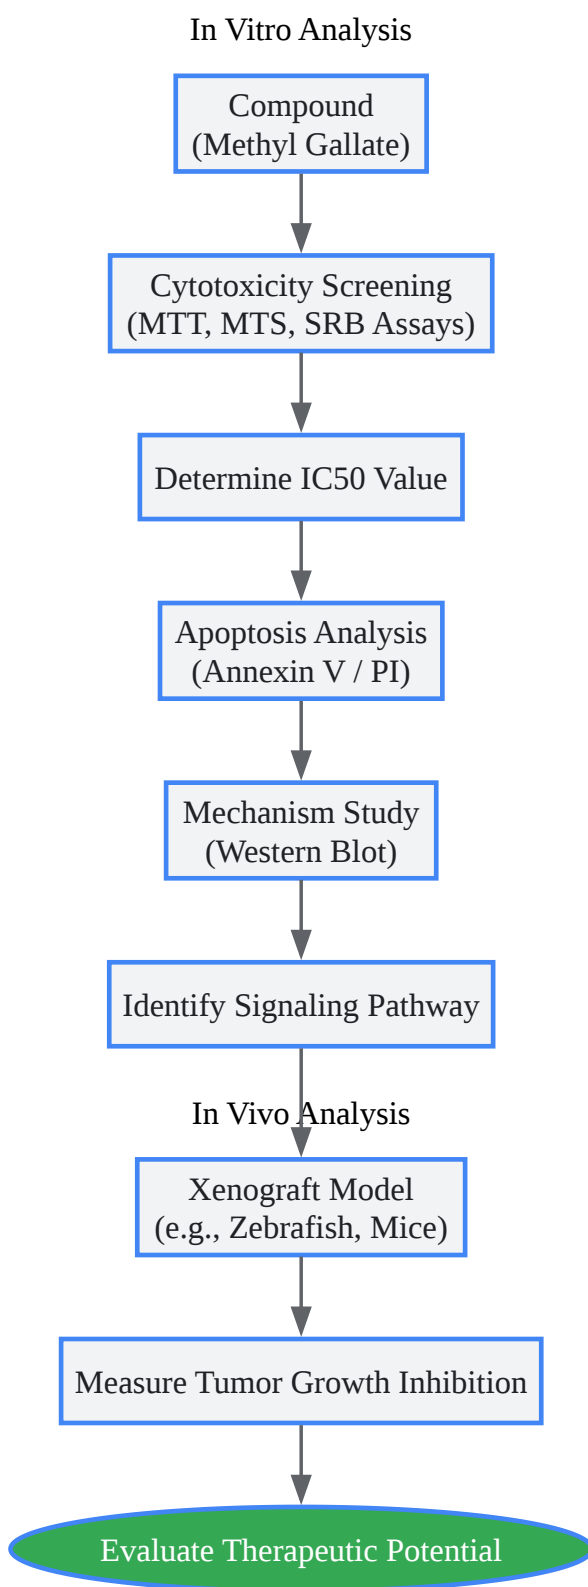 In Vitro Analysis
Compound
(Methyl Gallate)
Cytotoxicity Screening
(MTT, MTS, SRB Assays)
Determine IC50 Value
Apoptosis Analysis
(Annexin V / PI)
Mechanism Study
(Western Blot)
Identify Signaling Pathway
In Vivo Analysis
Xenograft Model
(e.g., Zebrafish, Mice)
Measure Tumor Growth Inhibition
Evaluate Therapeutic Potential